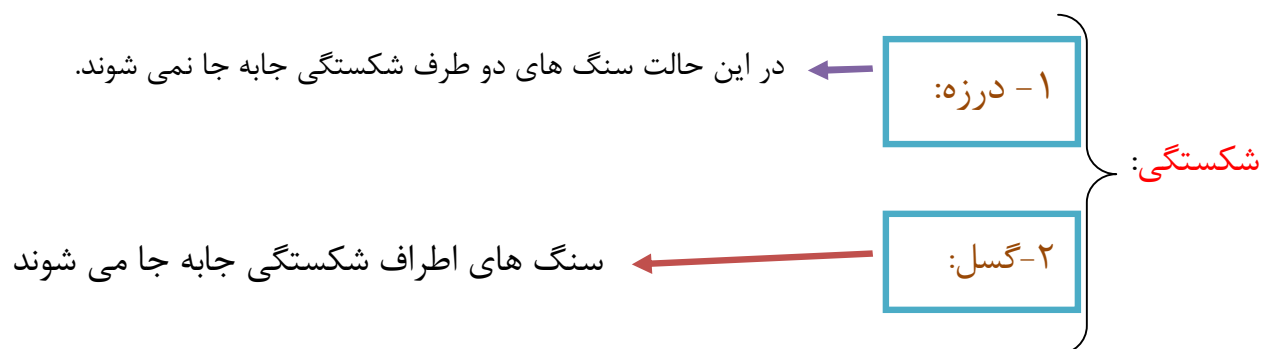 شکستگی:
۱- درزه:
در این حالت سنگ های دو طرف شکستگی جابه جا نمی شوند.
۲-گسل:
سنگ های اطراف شکستگی جابه جا می شوند